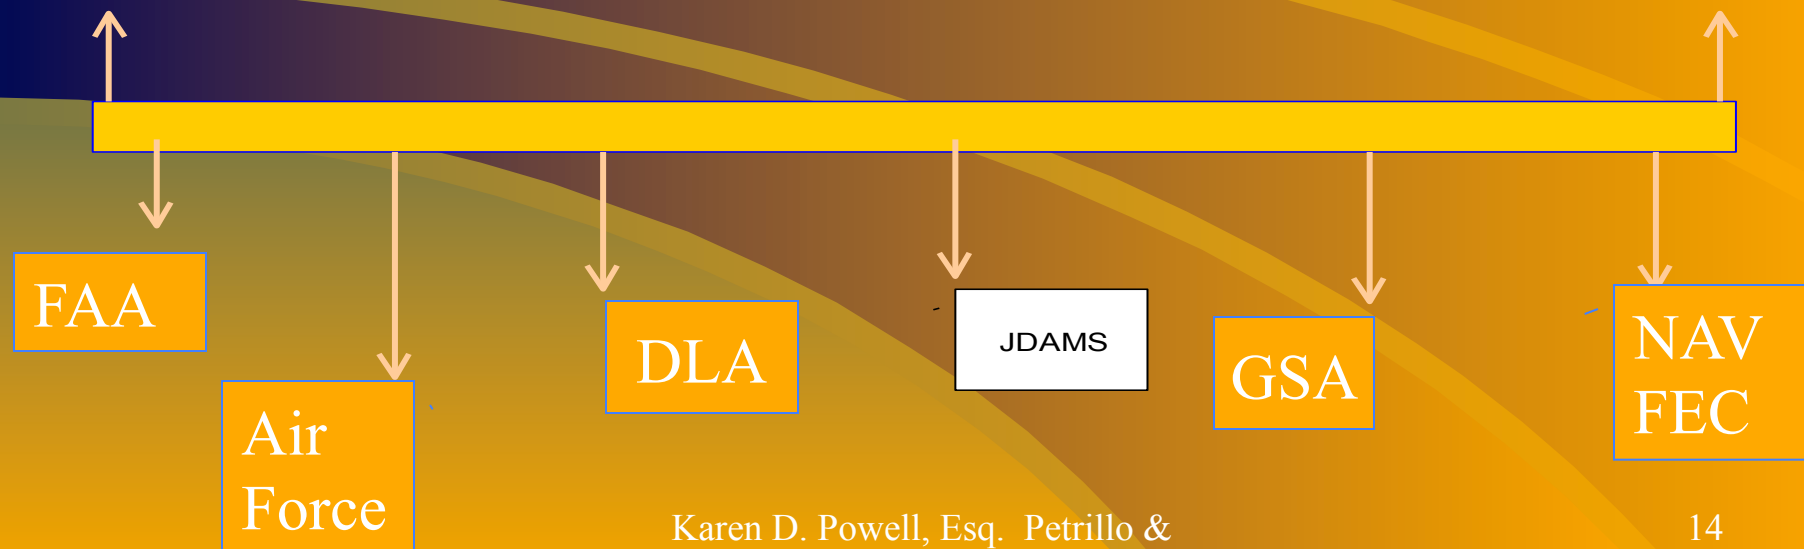 FAA
Air
Force
DLA
JDAMS
GSA
NAV
FEC
Karen D. Powell, Esq. Petrillo &
14